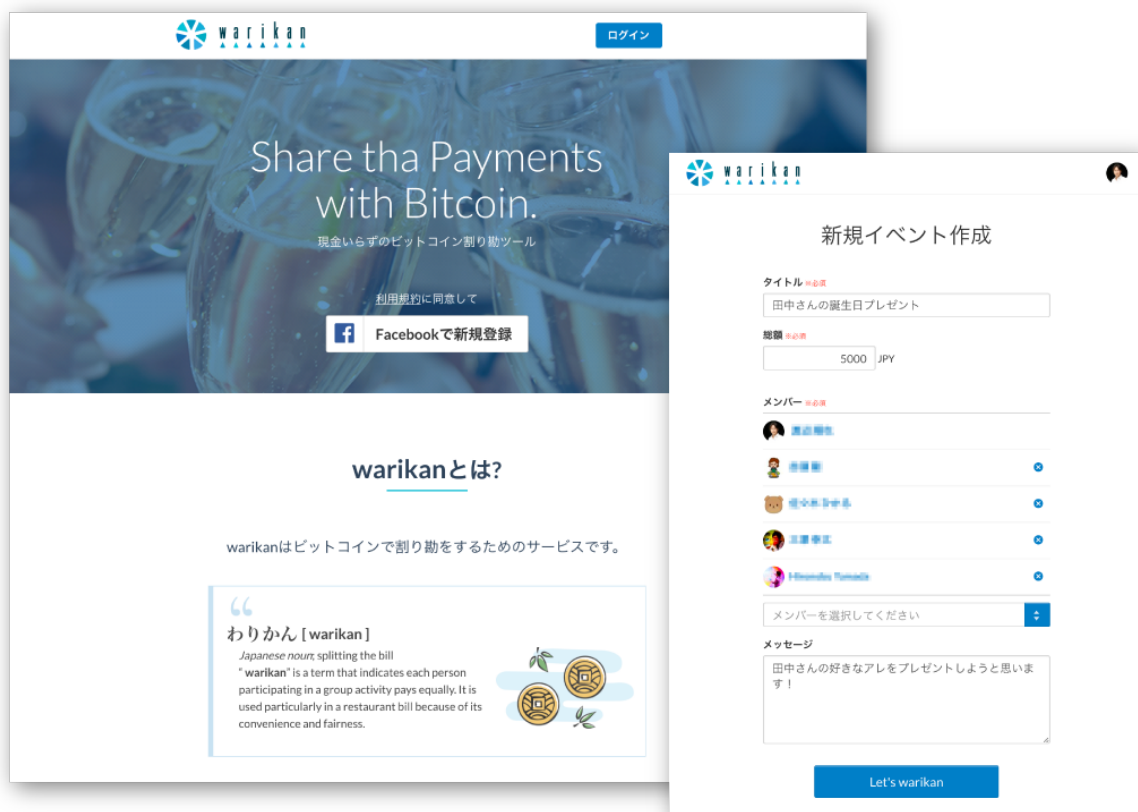 warikan
ログイン
Share tha Payments
with Bitcoin.
現金いらずのビットコイン割り勘ツール
利用規約に同意して
Facebookで新規登録
warikanとは?
warikanはビットコインで割り勘をするためのサービスです。
わりかん [ warikan ]
Japanese noun; splitting the bill
“ warikan” is a term that indicates each person
participating in a group activity pays equally. It is
used particularly in a restaurant bill because of its
convenience and fairness.
warikan
新規イベント作成
タイトル ※必須
田中さんの誕生日プレゼント
総額 ※必須
5000 JPY
メンバー ※必須
メンバーを選択してください
メッセージ
田中さんの好きなアレをプレゼントしようと思いま
す！
Let's warikan